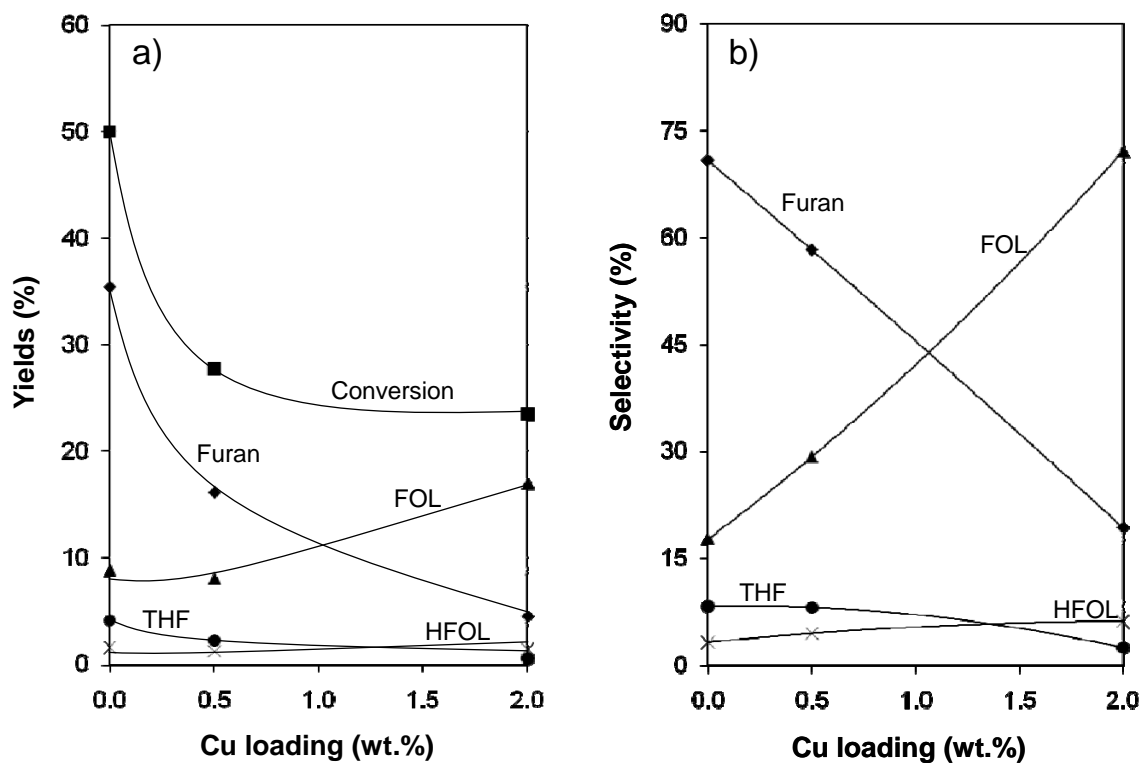 a)
Yields (%)
60
50
40
30
20
10
0
Conversion
Furan
FOL
THF
HFOL
0.0 0.5 1.0 1.5 2.0
Cu loading (wt.%)
b)
Selectivity (%)
90
75
60
45
30
15
0
Furan
FOL
THF
HFOL
0.0 0.5 1.0 1.5 2.0
Cu loading (wt.%)